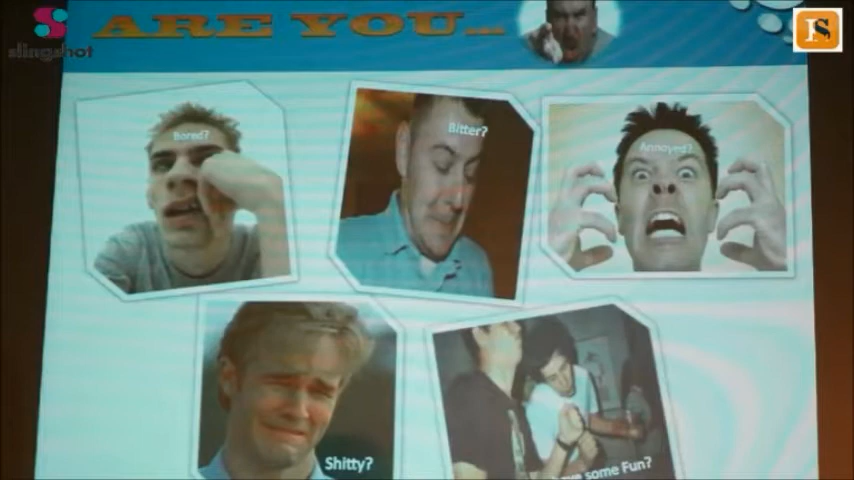 ARE YOU...
slingshot
Bored?
Bitter?
Annoyed?
Shitty?
some Fun?